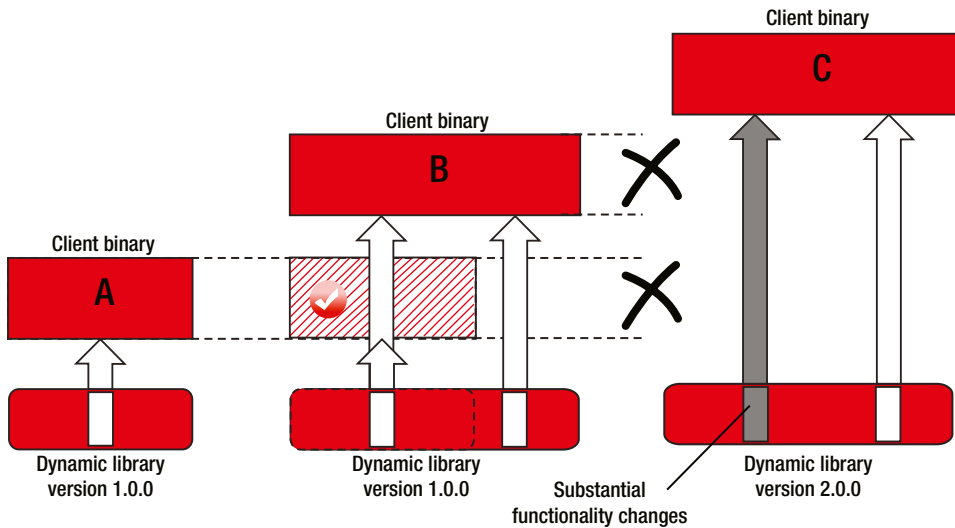 Client binary
C
Client binary
B
Client binary
A
Dynamic library
version 1.0.0
Dynamic library
version 1.0.0
Dynamic library
version 2.0.0
Substantial
functionality changes